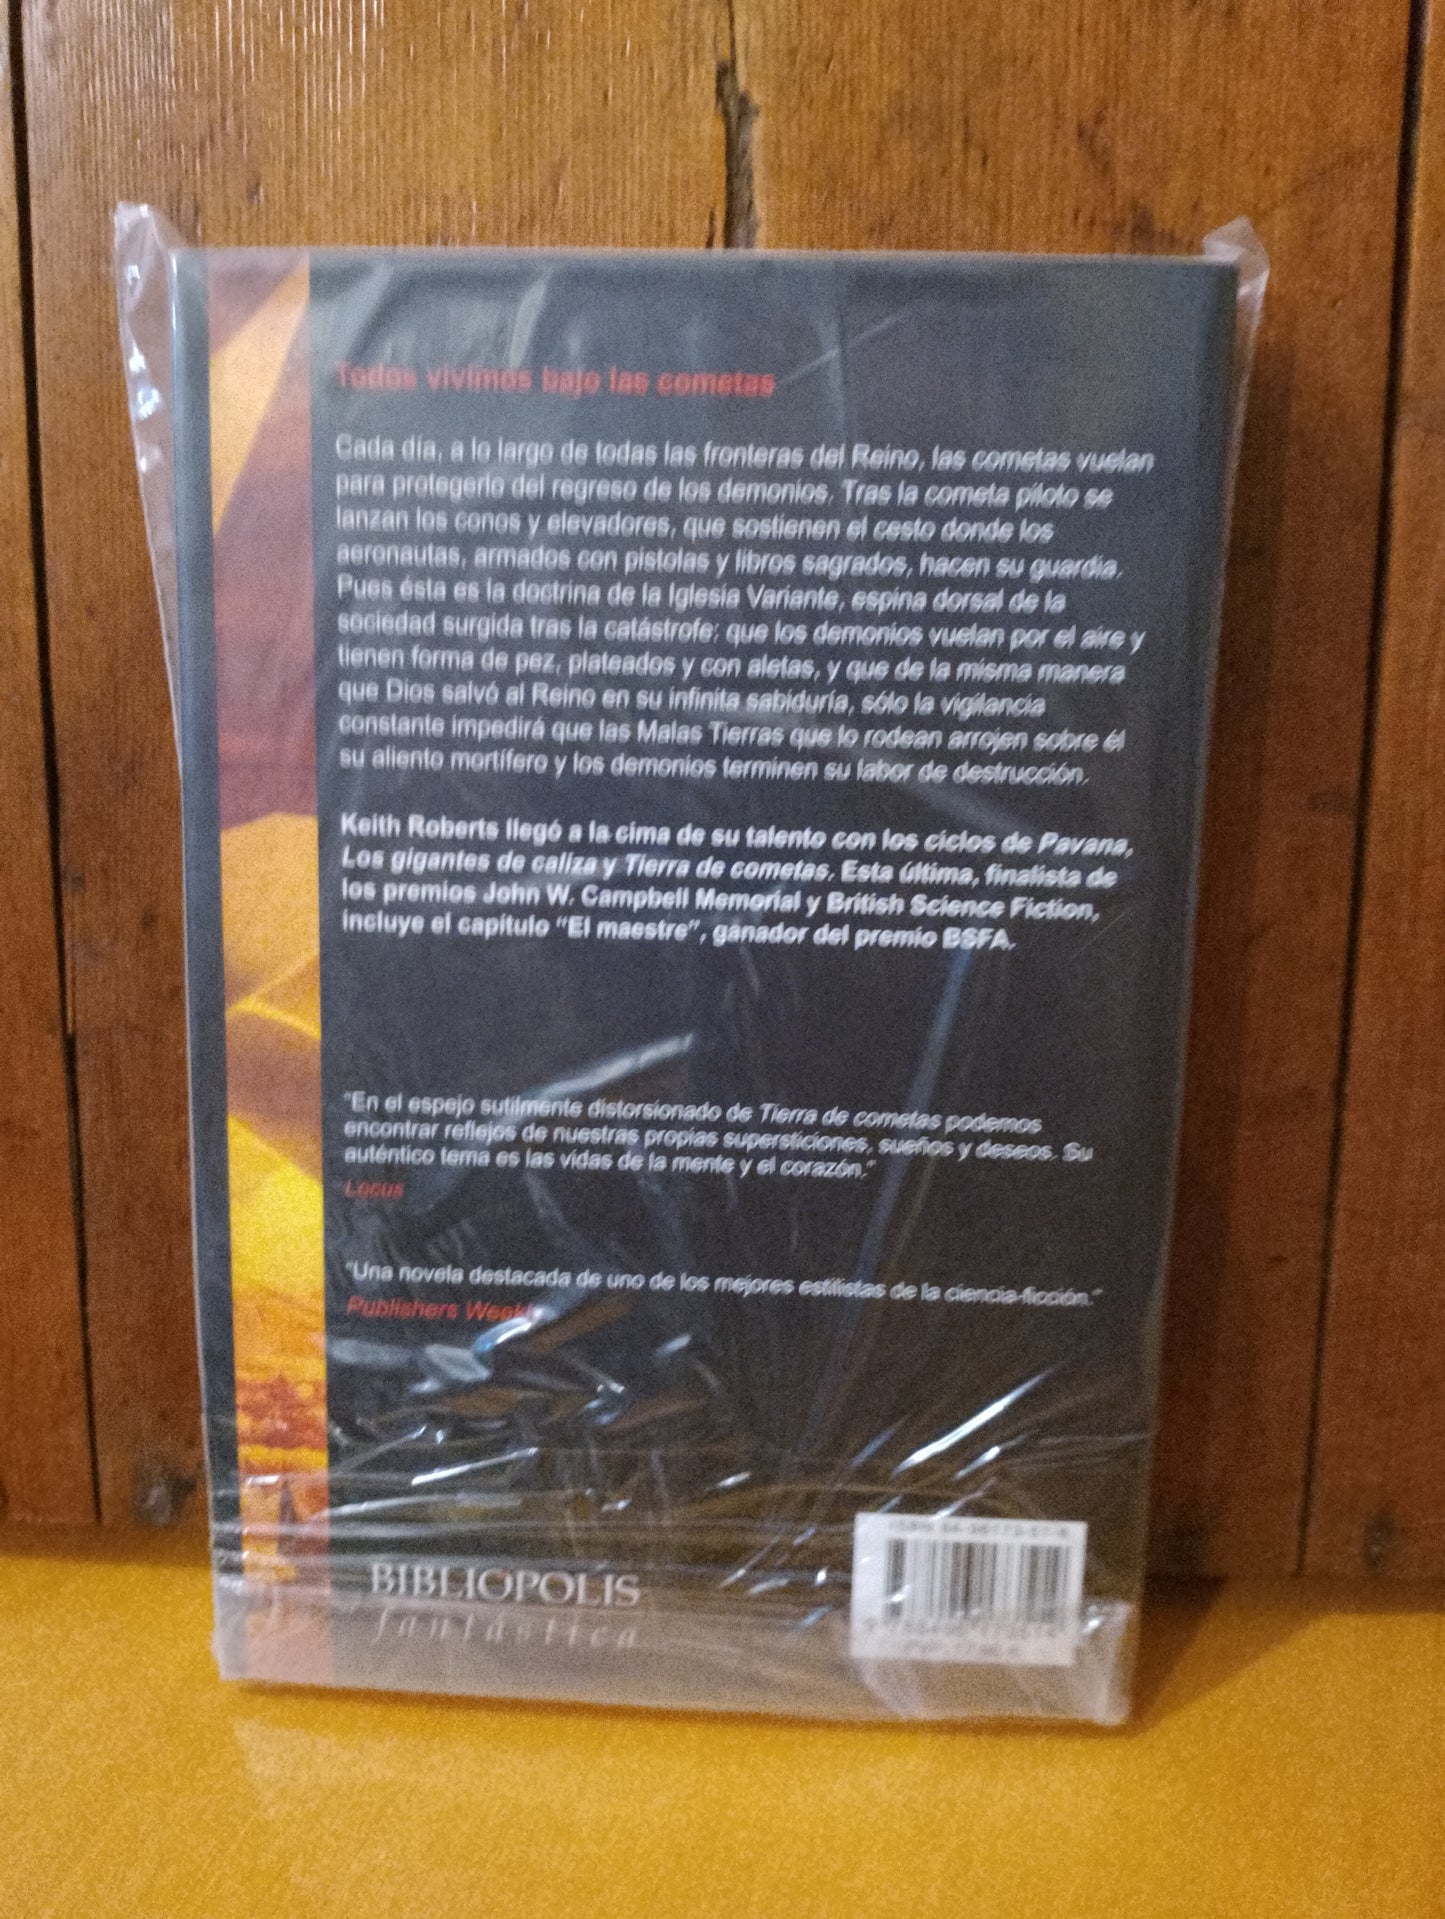 Todos vivimos bajo las cometas
Cada día, a lo largo de todas las fronteras del Reino, las cometas vuelan
para protegerlo del regreso de los demonios. Tras la cometa piloto se
lanzan los conos y elevadores, que sostienen el cesto donde los
aeronautas, armados con pistolas y libros sagrados, hacen su guardia.
Pues ésta es la doctrina de la Iglesia Variante, espina dorsal de la
sociedad surgida tras la catástrofe: que los demonios vuelan por el aire y
tienen forma de pez, plateados y con aletas, y que de la misma manera
que Dios salvó al Reino en su infinita sabiduría, sólo la vigilancia
constante impedirá que las Malas Tierras que lo rodean arrojen sobre él
su aliento mortífero y los demonios terminen su labor de destrucción.
Keith Roberts llegó a la cima de su talento con los ciclos de Pavana,
Los gigantes de caliza y Tierra de cometas. Esta última, finalista de
los premios John W. Campbell Memorial y British Science Fiction,
incluye el capítulo "El maestre", ganador del premio BSFA.
"En el espejo sutilmente distorsionado de Tierra de cometas podemos
encontrar reflejos de nuestras propias supersticiones, sueños y deseos. Su
auténtico tema es las vidas de la mente y el corazón."
Locus
"Una novela destacada de uno de los mejores estilistas de la ciencia-ficción."
Publishers Weekly
BIBLIÓPOLIS
fantástica
ISBN